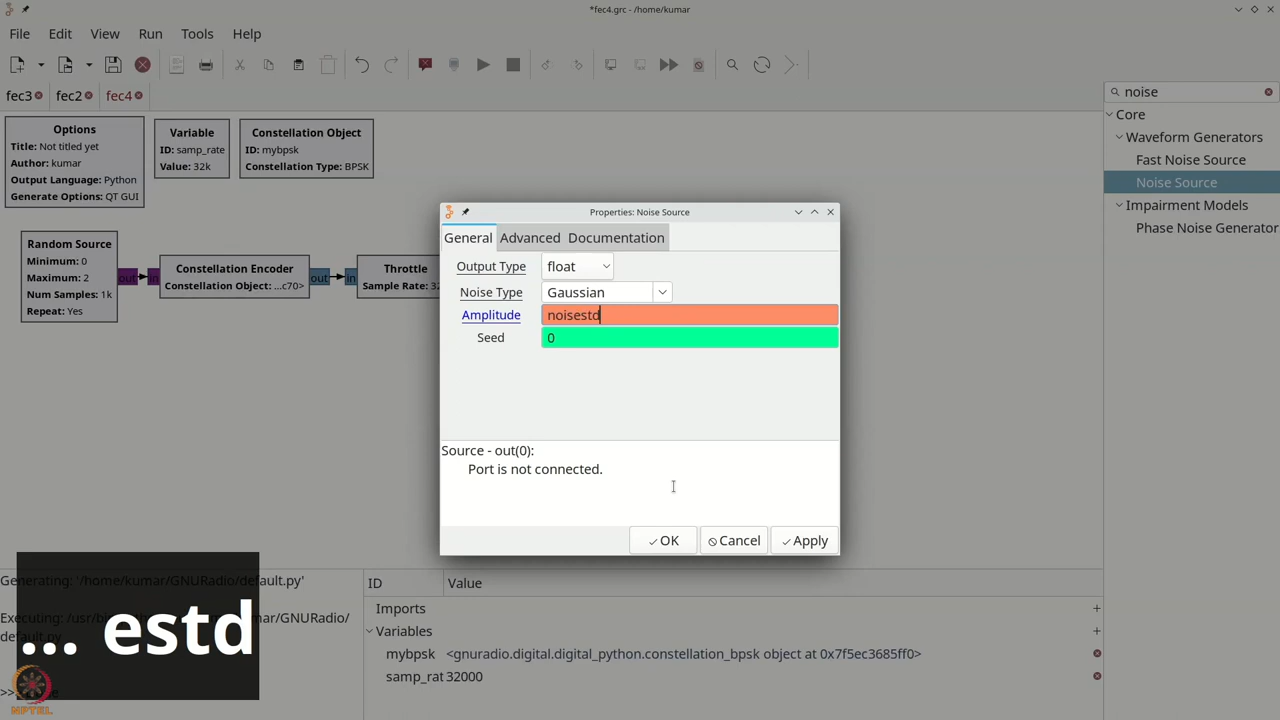 *fec4.grc - /home/kumar
File Edit View Run Tools Help
fec3 fec2 fec4
noise
Options
Title: Not titled yet
Author: kumar
Output Language: Python
Generate Options: QT GUI
Variable
ID: samp_rate
Value: 32k
Constellation Object
ID: mybpsk
Constellation Type: BPSK
Core
Waveform Generators
Fast Noise Source
Noise Source
Impairment Models
Phase Noise Generator
Random Source
Minimum: 0
Maximum: 2
Num Samples: 1k
Repeat: Yes
out
in
Constellation Encoder
Constellation Object: ...c70>
out
in
Throttle
Sample Rate: 32
Properties: Noise Source
General Advanced Documentation
Output Type float
Noise Type Gaussian
Amplitude noisestd
Seed 0
Source - out(0):
Port is not connected.
OK Cancel Apply
Generating: '/home/kumar/GNURadio/default.py'
Executing: /usr/bi
mar/GNURadio/
default.py
>>>
... estd
NPTEL
ID Value
Imports
Variables
mybpsk <gnuradio.digital.digital_python.constellation_bpsk object at 0x7f5ec3685ff0>
samp_rat 32000